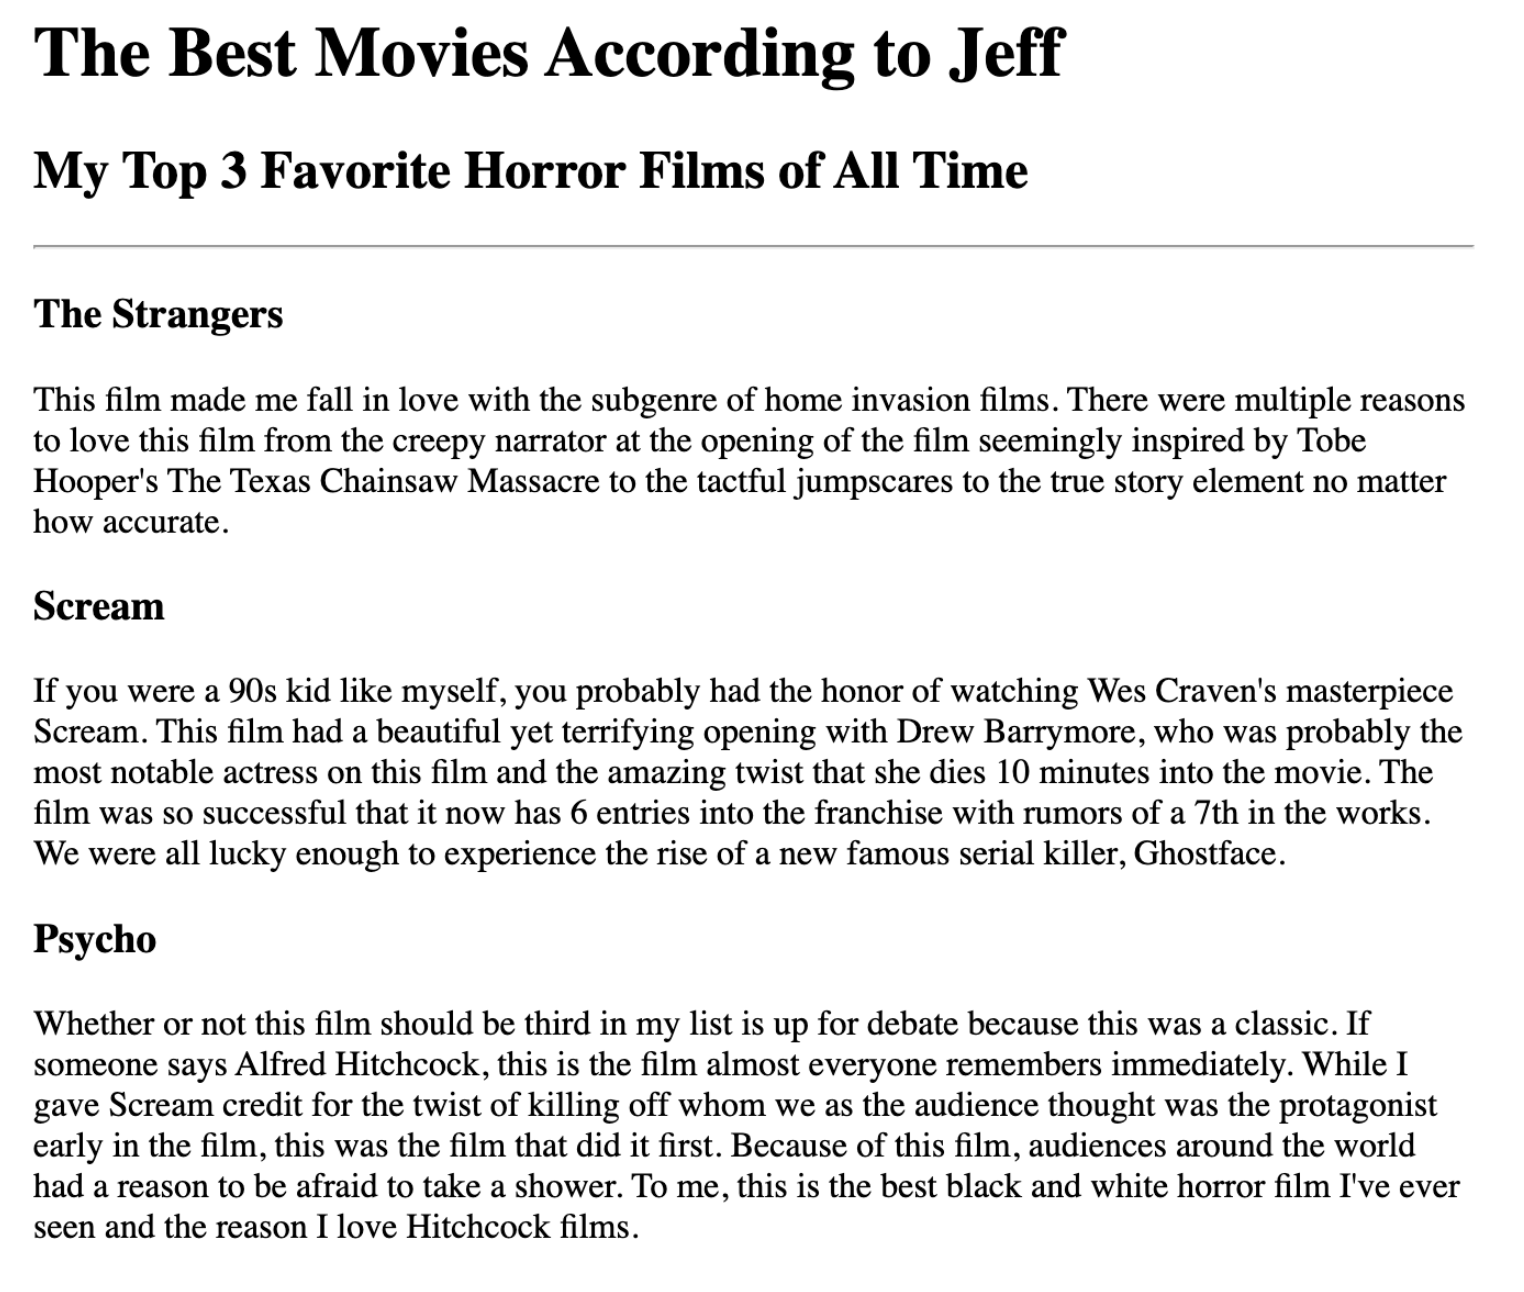 The Best Movies According to Jeff
My Top 3 Favorite Horror Films of All Time
The Strangers
This film made me fall in love with the subgenre of home invasion films. There were multiple reasons
to love this film from the creepy narrator at the opening of the film seemingly inspired by Tobe
Hooper's The Texas Chainsaw Massacre to the tactful jumpscares to the true story element no matter
how accurate.
Scream
If you were a 90s kid like myself, you probably had the honor of watching Wes Craven's masterpiece
Scream. This film had a beautiful yet terrifying opening with Drew Barrymore, who was probably the
most notable actress on this film and the amazing twist that she dies 10 minutes into the movie. The
film was so successful that it now has 6 entries into the franchise with rumors of a 7th in the works.
We were all lucky enough to experience the rise of a new famous serial killer, Ghostface.
Psycho
Whether or not this film should be third in my list is up for debate because this was a classic. If
someone says Alfred Hitchcock, this is the film almost everyone remembers immediately. While I
gave Scream credit for the twist of killing off whom we as the audience thought was the protagonist
early in the film, this was the film that did it first. Because of this film, audiences around the world
had a reason to be afraid to take a shower. To me, this is the best black and white horror film I've ever
seen and the reason I love Hitchcock films.